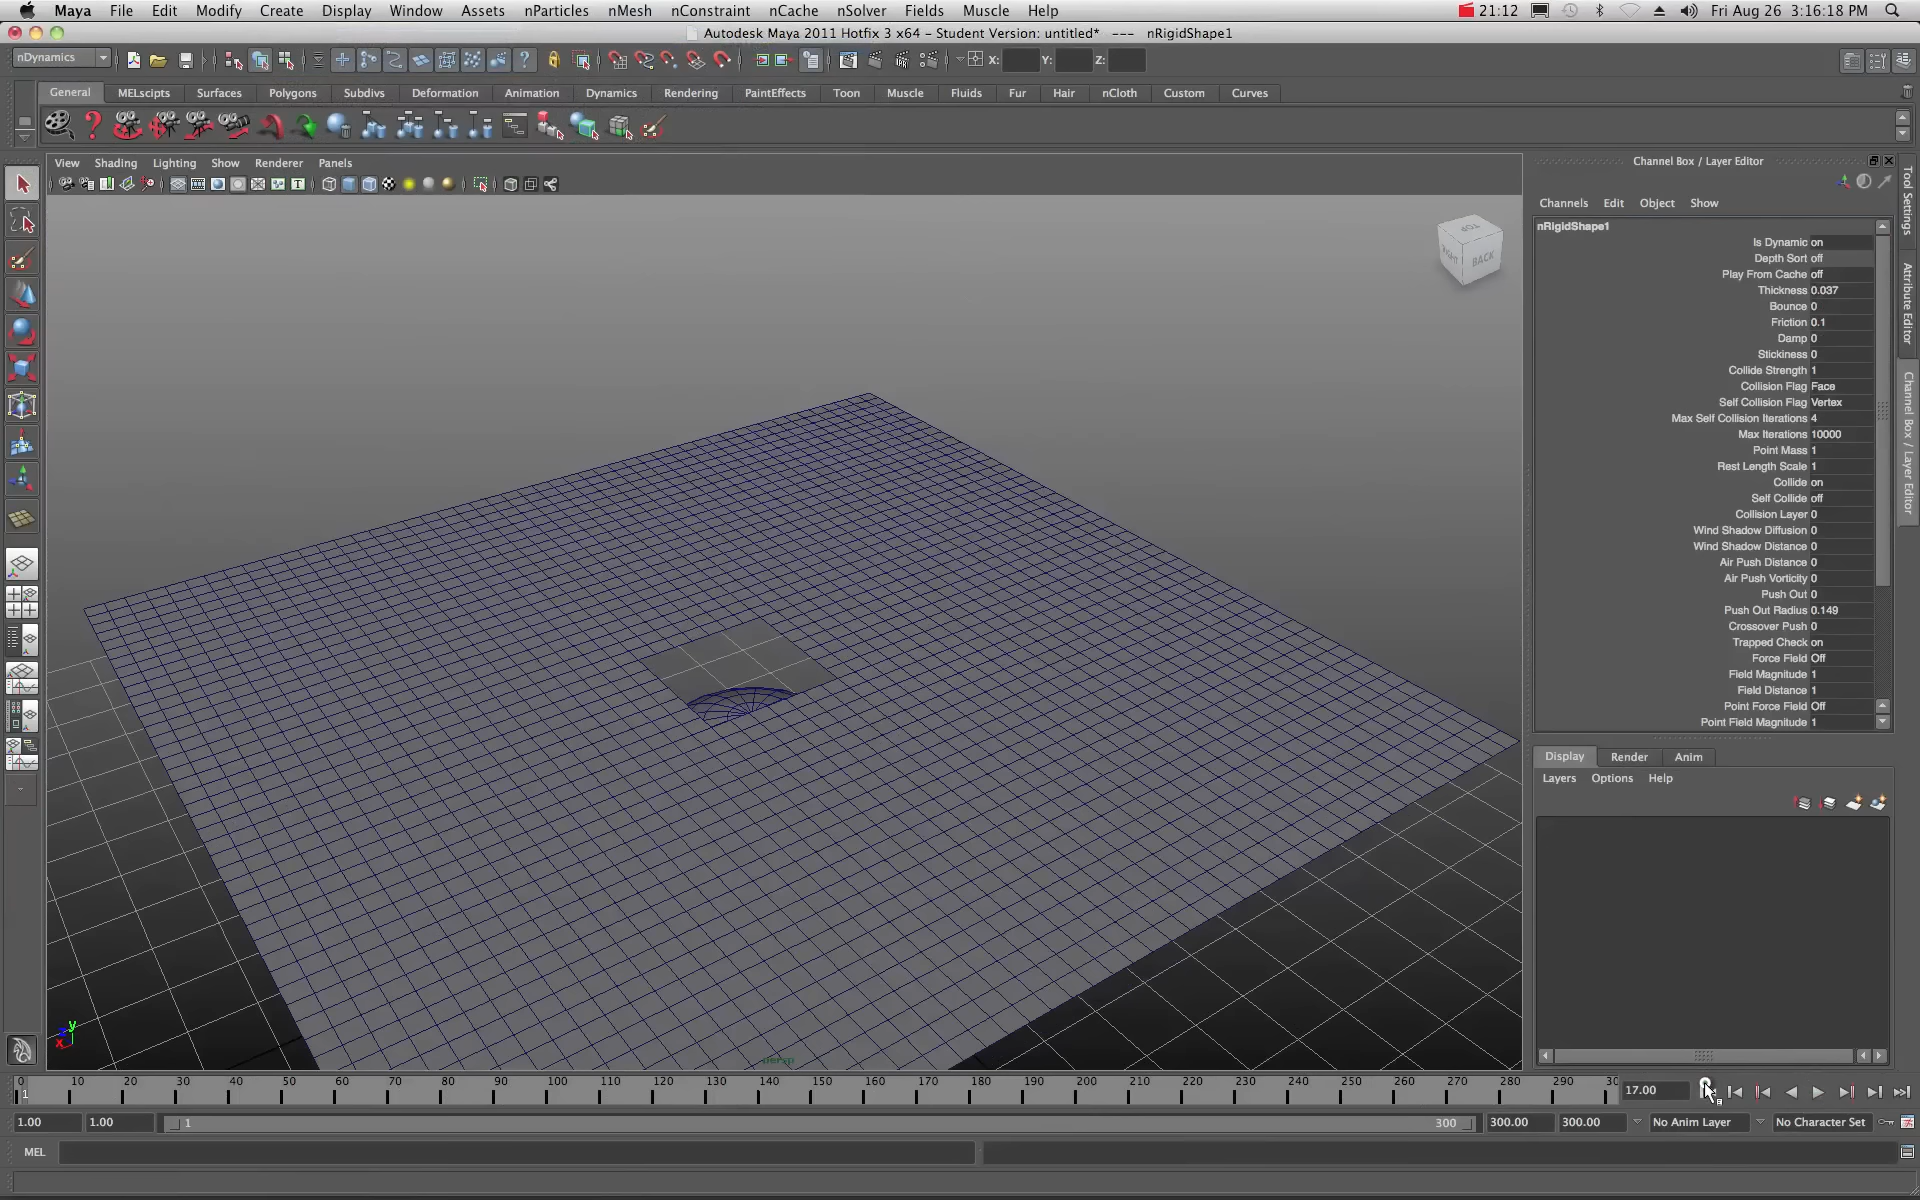 Maya File Edit Modify Create Display Window Assets nParticles nMesh nConstraint nCache nSolver Fields Muscle Help 21:12 Fri Aug 26 3:16:18 PM
Autodesk Maya 2011 Hotfix 3 x64 - Student Version: untitled* --- nRigidShape1
nDynamics X: Y: Z:
General MELscipts Surfaces Polygons Subdivs Deformation Animation Dynamics Rendering PaintEffects Toon Muscle Fluids Fur Hair nCloth Custom Curves
View Shading Lighting Show Renderer Panels
Channel Box / Layer Editor
Channels Edit Object Show
nRigidShape1
Is Dynamic on
Depth Sort off
Play From Cache off
Thickness 0.037
Bounce 0
Friction 0.1
Damp 0
Stickiness 0
Collide Strength 1
Collision Flag Face
Self Collision Flag Vertex
Max Self Collision Iterations 4
Max Iterations 10000
Point Mass 1
Rest Length Scale 1
Collide on
Self Collide off
Collision Layer 0
Wind Shadow Diffusion 0
Wind Shadow Distance 0
Air Push Distance 0
Air Push Vorticity 0
Push Out 0
Push Out Radius 0.149
Crossover Push 0
Trapped Check on
Force Field Off
Field Magnitude 1
Field Distance 1
Point Force Field Off
Point Field Magnitude 1
Tool Settings
Attribute Editor
Channel Box / Layer Editor
TOP
RIGHT BACK
Display Render Anim
Layers Options Help
y
z
x
persp
0 10 20 30 40 50 60 70 80 90 100 110 120 130 140 150 160 170 180 190 200 210 220 230 240 250 260 270 280 290 30
1
17.00
1.00 1.00 1 300 300.00 300.00 No Anim Layer No Character Set
MEL